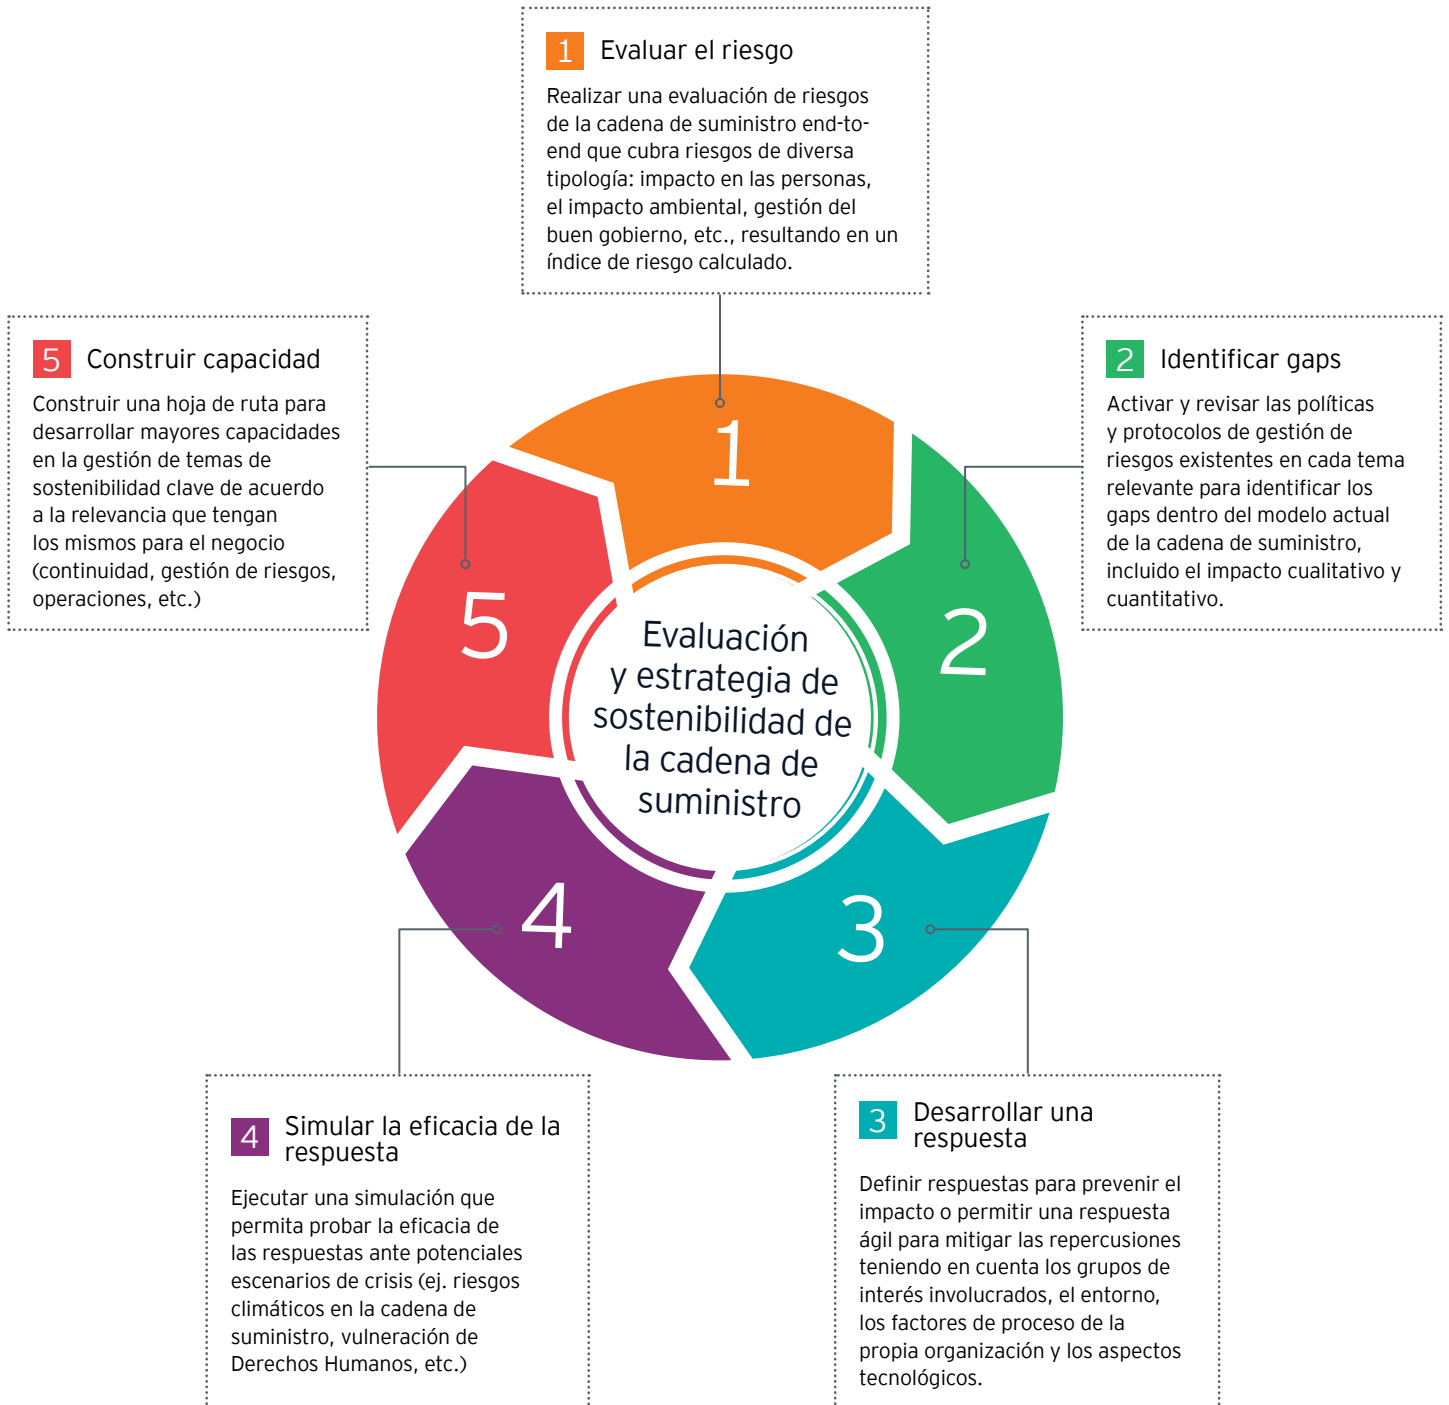 1 Evaluar el riesgo
Realizar una evaluación de riesgos
de la cadena de suministro end-to-
end que cubra riesgos de diversa
tipología: impacto en las personas,
el impacto ambiental, gestión del
buen gobierno, etc., resultando en un
índice de riesgo calculado.
5 Construir capacidad
Construir una hoja de ruta para
desarrollar mayores capacidades
en la gestión de temas de
sostenibilidad clave de acuerdo
a la relevancia que tengan
los mismos para el negocio
(continuidad, gestión de riesgos,
operaciones, etc.)
2 Identificar gaps
Activar y revisar las políticas
y protocolos de gestión de
riesgos existentes en cada tema
relevante para identificar los
gaps dentro del modelo actual
de la cadena de suministro,
incluido el impacto cualitativo y
cuantitativo.
1
2
3
4
5
Evaluación
y estrategia de
sostenibilidad de
la cadena de
suministro
4 Simular la eficacia de la
respuesta
Ejecutar una simulación que
permita probar la eficacia de
las respuestas ante potenciales
escenarios de crisis (ej. riesgos
climáticos en la cadena de
suministro, vulneración de
Derechos Humanos, etc.)
3 Desarrollar una
respuesta
Definir respuestas para prevenir el
impacto o permitir una respuesta
ágil para mitigar las repercusiones
teniendo en cuenta los grupos de
interés involucrados, el entorno,
los factores de proceso de la
propia organización y los aspectos
tecnológicos.